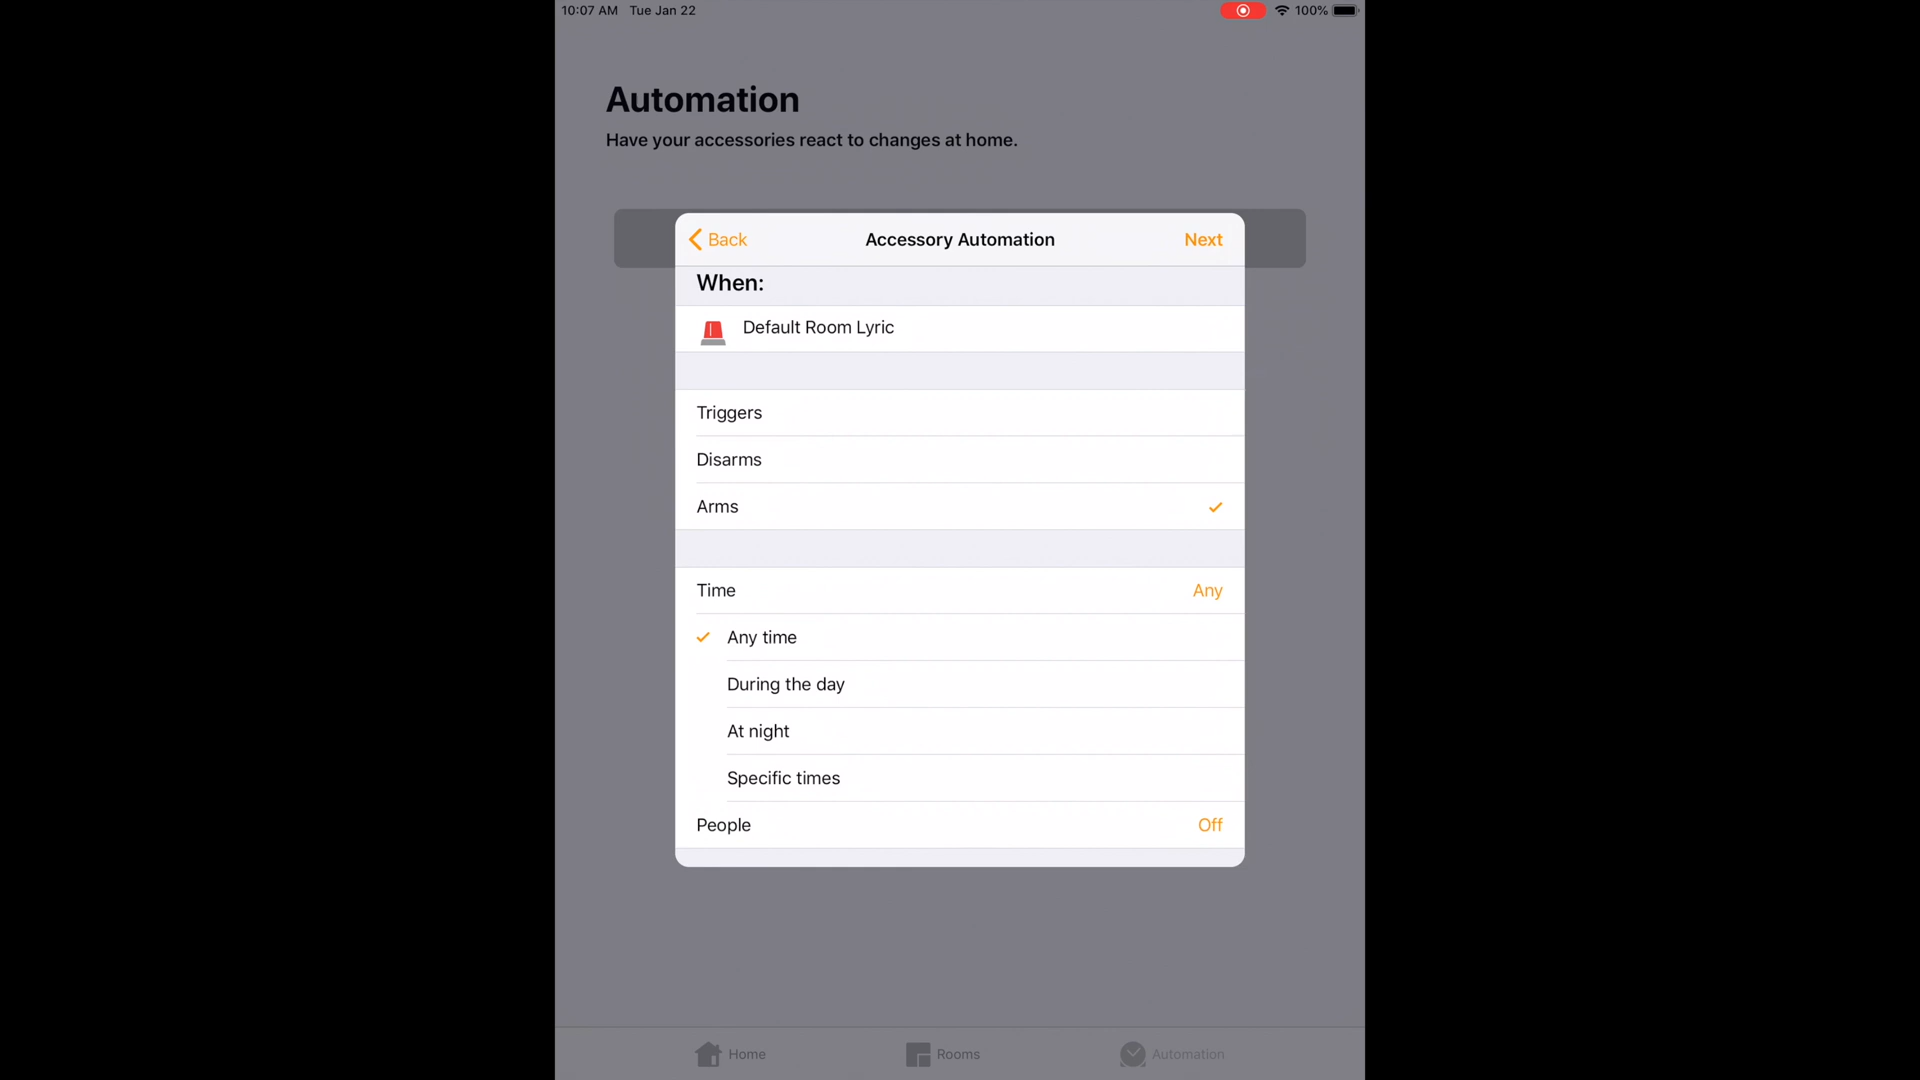 10:07 AM Tue Jan 22 100%
Automation
Have your accessories react to changes at home.
Back Accessory Automation Next
When:
Default Room Lyric
Triggers
Disarms
Arms
Time Any
Any time
During the day
At night
Specific times
People Off
Home Rooms Automation